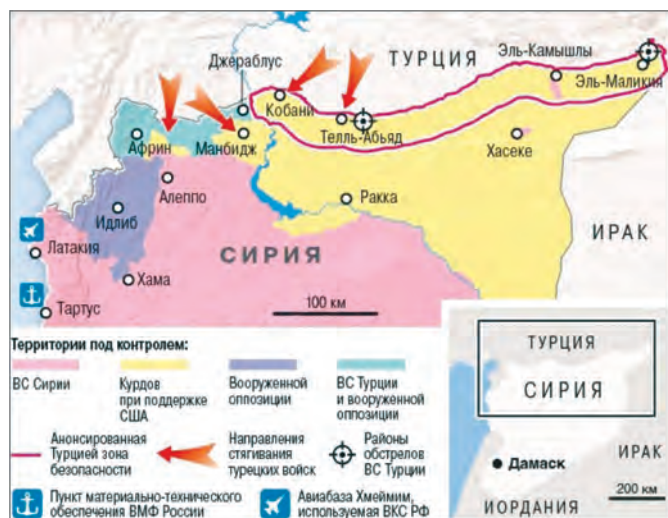 ТУРЦИЯ
Эль-Камышлы
Джераблус
Эль-Маликия
Кобани
Телль-Абьяд
Африн
Манбидж
Хасеке
Алеппо
Ракка
Идлиб
ИРАК
Латакия
СИРИЯ
Хама
Тартус
100 км
Территории под контролем:
ВС Сирии
Курдов
при поддержке
США
Вооруженной
оппозиции
ВС Турции
и вооруженной
оппозиции
Анонсированная
Турцией зона
безопасности
Направления
стягивания
турецких войск
Районы
обстрелов
ВС Турции
Пункт материально-технического
обеспечения ВМФ России
Авиабаза Хмеймим,
используемая ВКС РФ
ТУРЦИЯ
СИРИЯ
ИРАК
Дамаск
200 км
ИОРДАНИЯ